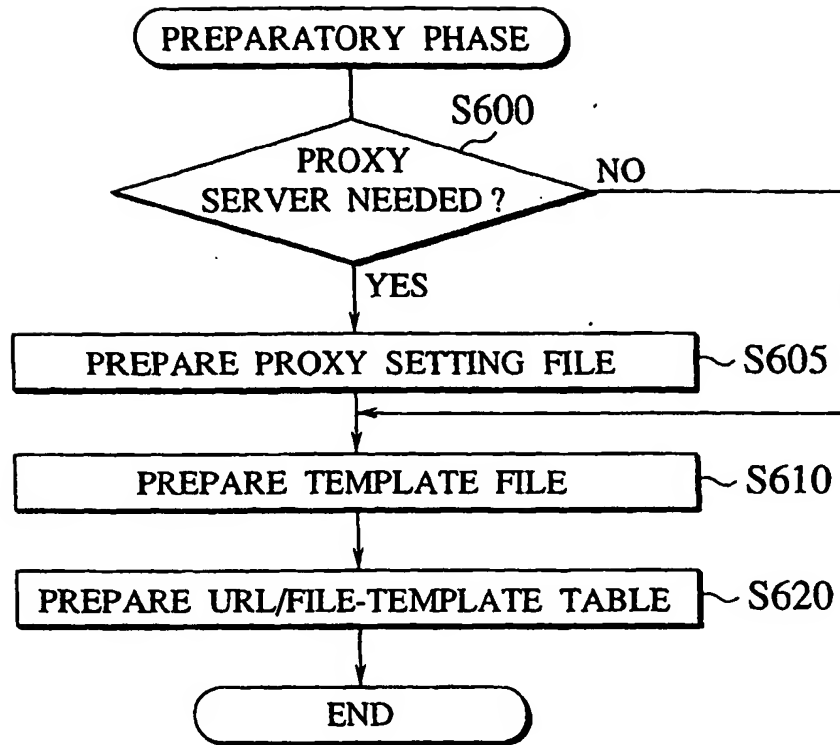 PREPARATORY PHASE
S600
PROXY
SERVER NEEDED ?
NO
YES
PREPARE PROXY SETTING FILE
S605
PREPARE TEMPLATE FILE
S610
PREPARE URL/FILE-TEMPLATE TABLE
S620
END